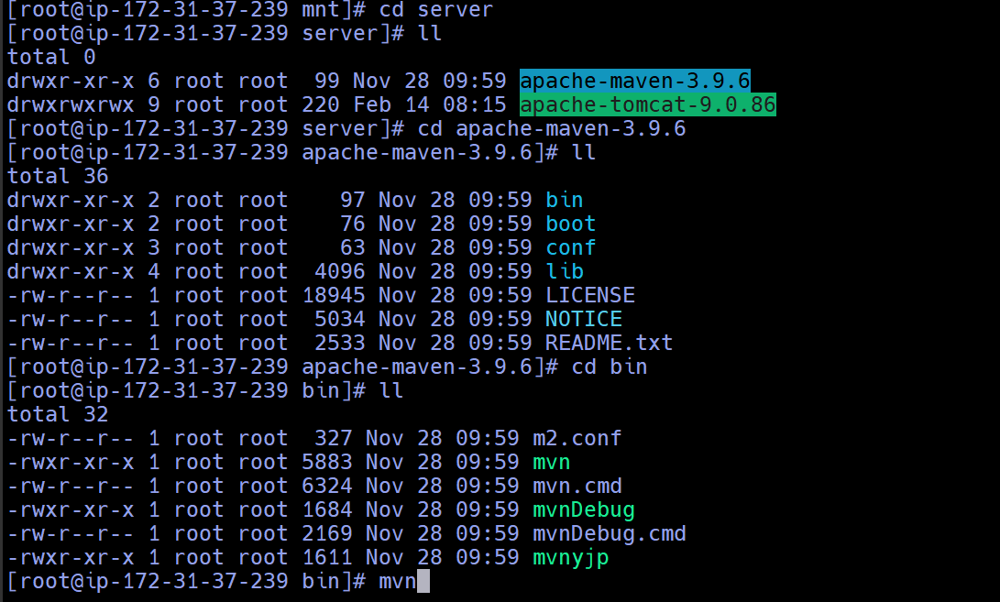 [root@ip-172-31-37-239 mnt]# cd server
[root@ip-172-31-37-239 server]# ll
total 0
drwxr-xr-x 6 root root  99 Nov 28 09:59 apache-maven-3.9.6
drwxrwxrwx 9 root root 220 Feb 14 08:15 apache-tomcat-9.0.86
[root@ip-172-31-37-239 server]# cd apache-maven-3.9.6
[root@ip-172-31-37-239 apache-maven-3.9.6]# ll
total 36
drwxr-xr-x 2 root root    97 Nov 28 09:59 bin
drwxr-xr-x 2 root root    76 Nov 28 09:59 boot
drwxr-xr-x 3 root root    63 Nov 28 09:59 conf
drwxr-xr-x 4 root root  4096 Nov 28 09:59 lib
-rw-r--r-- 1 root root 18945 Nov 28 09:59 LICENSE
-rw-r--r-- 1 root root  5034 Nov 28 09:59 NOTICE
-rw-r--r-- 1 root root  2533 Nov 28 09:59 README.txt
[root@ip-172-31-37-239 apache-maven-3.9.6]# cd bin
[root@ip-172-31-37-239 bin]# ll
total 32
-rw-r--r-- 1 root root  327 Nov 28 09:59 m2.conf
-rwxr-xr-x 1 root root 5883 Nov 28 09:59 mvn
-rw-r--r-- 1 root root 6324 Nov 28 09:59 mvn.cmd
-rwxr-xr-x 1 root root 1684 Nov 28 09:59 mvnDebug
-rw-r--r-- 1 root root 2169 Nov 28 09:59 mvnDebug.cmd
-rwxr-xr-x 1 root root 1611 Nov 28 09:59 mvnyjp
[root@ip-172-31-37-239 bin]# mvn